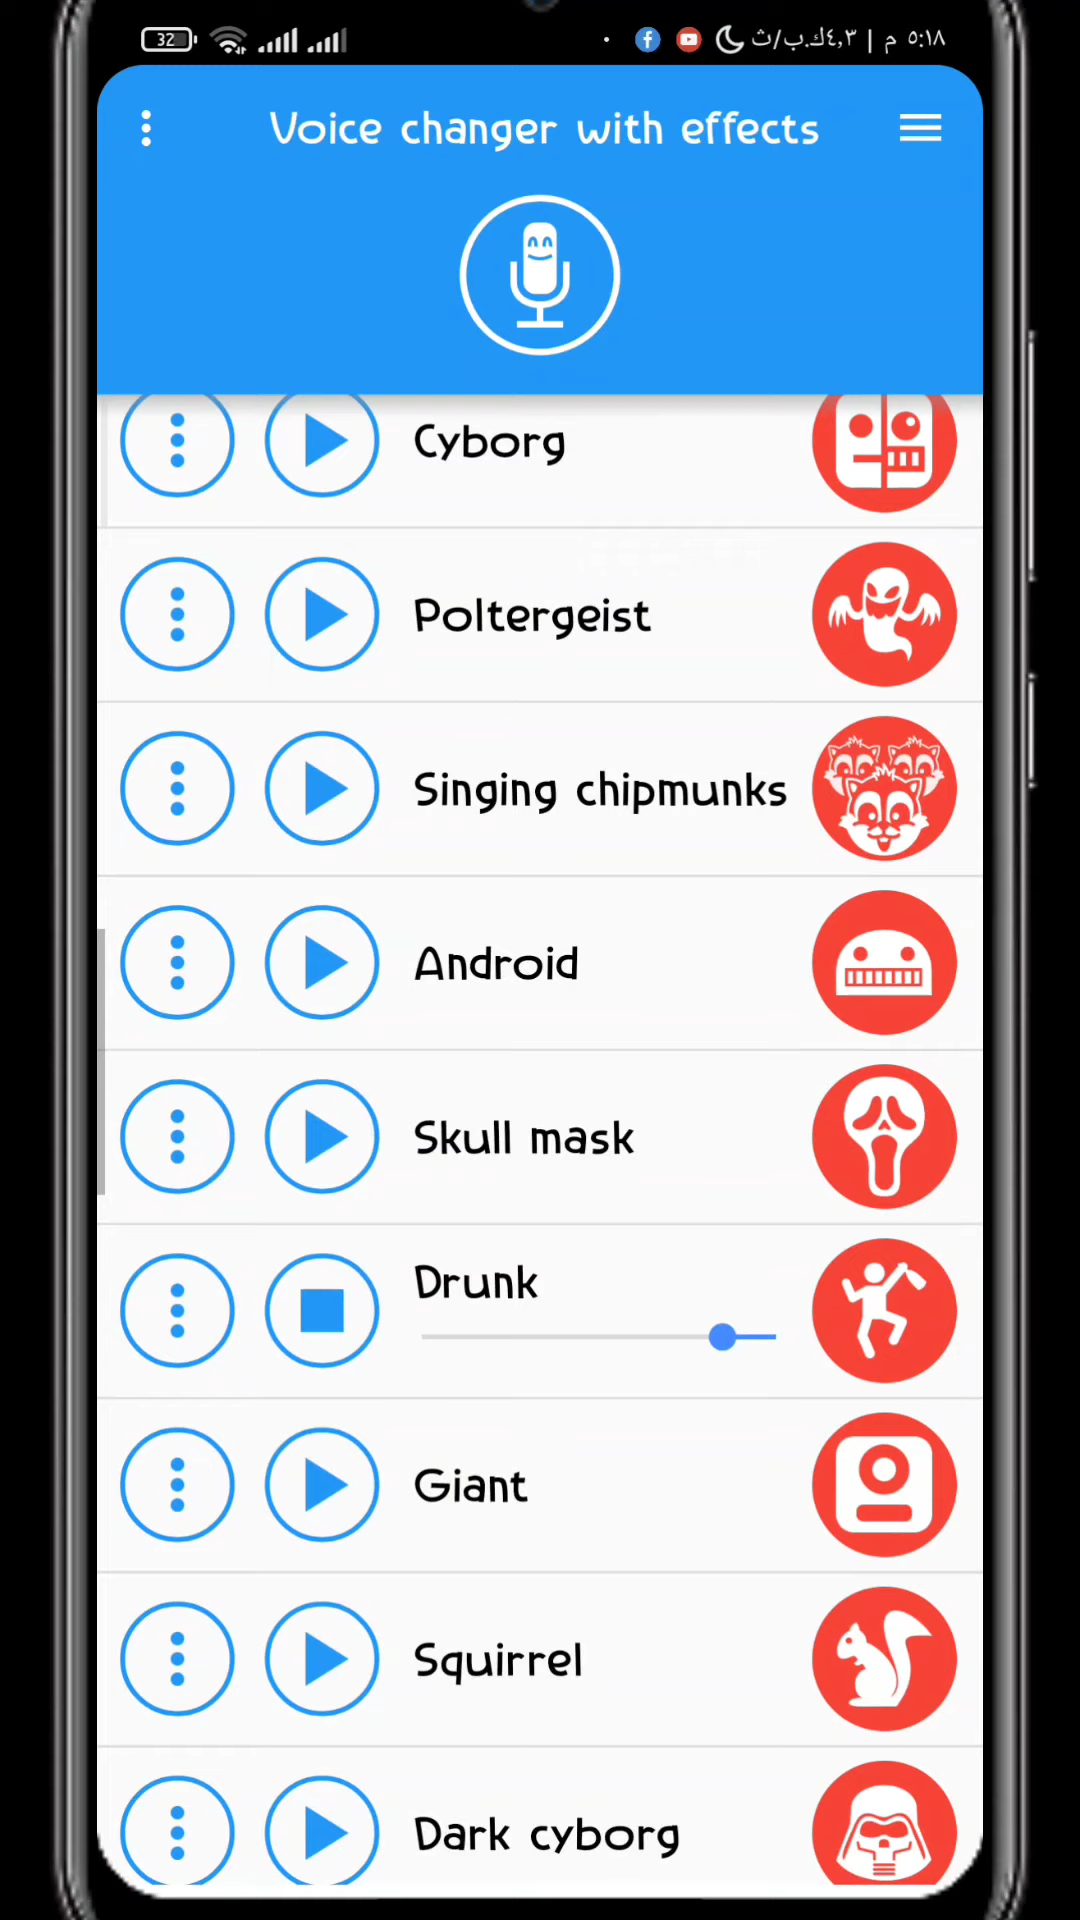 32 ٤,٣ك.ب/ث | م ٥:١٨
Voice changer with effects
Cyborg
Poltergeist
Singing chipmunks
Android
Skull mask
Drunk
Giant
Squirrel
Dark cyborg